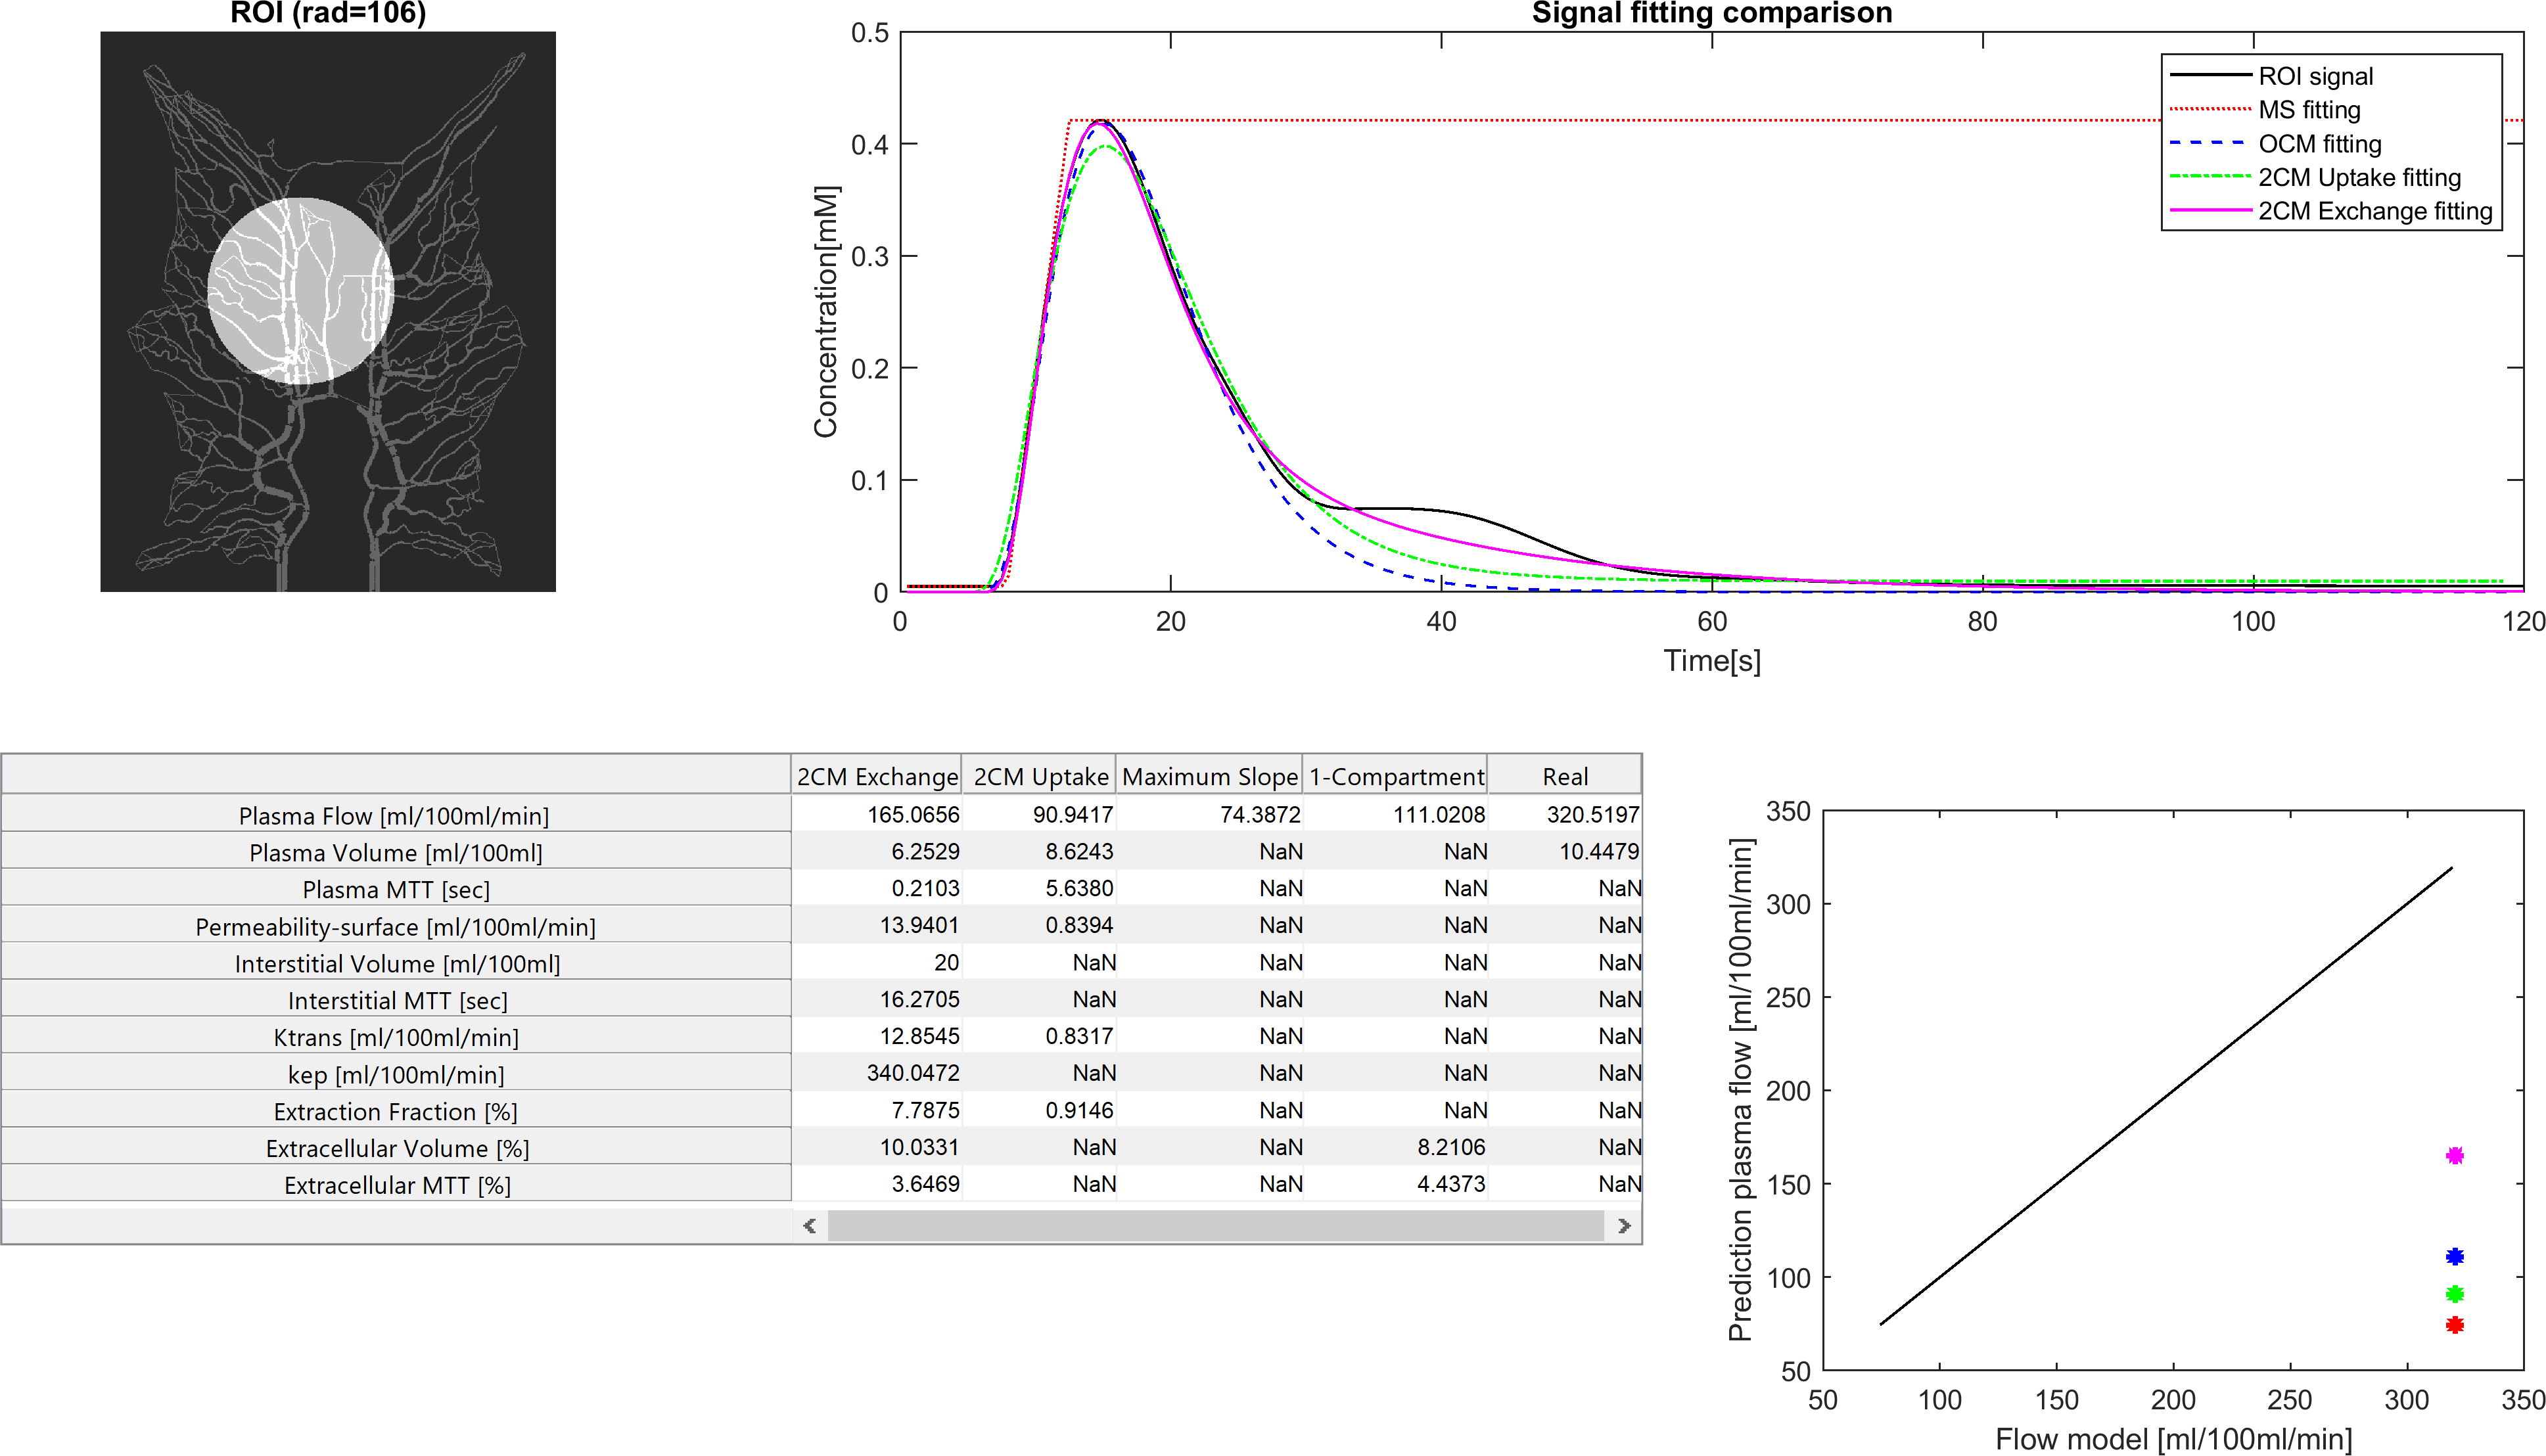 ROI (rad=106)
Signal fitting comparison
0.5
0.4
0.3
0.2
0.1
0
Concentration[mM]
ROI signal
MS fitting
OCM fitting
2CM Uptake fitting
2CM Exchange fitting
0 20 40 60 80 100 120
Time[s]
2CM Exchange 2CM Uptake Maximum Slope 1-Compartment Real
Plasma Flow [ml/100ml/min] 165.0656 90.9417 74.3872 111.0208 320.5197
Plasma Volume [ml/100ml] 6.2529 8.6243 NaN NaN 10.4479
Plasma MTT [sec] 0.2103 5.6380 NaN NaN NaN
Permeability-surface [ml/100ml/min] 13.9401 0.8394 NaN NaN NaN
Interstitial Volume [ml/100ml] 20 NaN NaN NaN NaN
Interstitial MTT [sec] 16.2705 NaN NaN NaN NaN
Ktrans [ml/100ml/min] 12.8545 0.8317 NaN NaN NaN
kep [ml/100ml/min] 340.0472 NaN NaN NaN NaN
Extraction Fraction [%] 7.7875 0.9146 NaN NaN NaN
Extracellular Volume [%] 10.0331 NaN NaN 8.2106 NaN
Extracellular MTT [%] 3.6469 NaN NaN 4.4373 NaN
350
300
250
200
150
100
50
Prediction plasma flow [ml/100ml/min]
50 100 150 200 250 300 350
Flow model [ml/100ml/min]